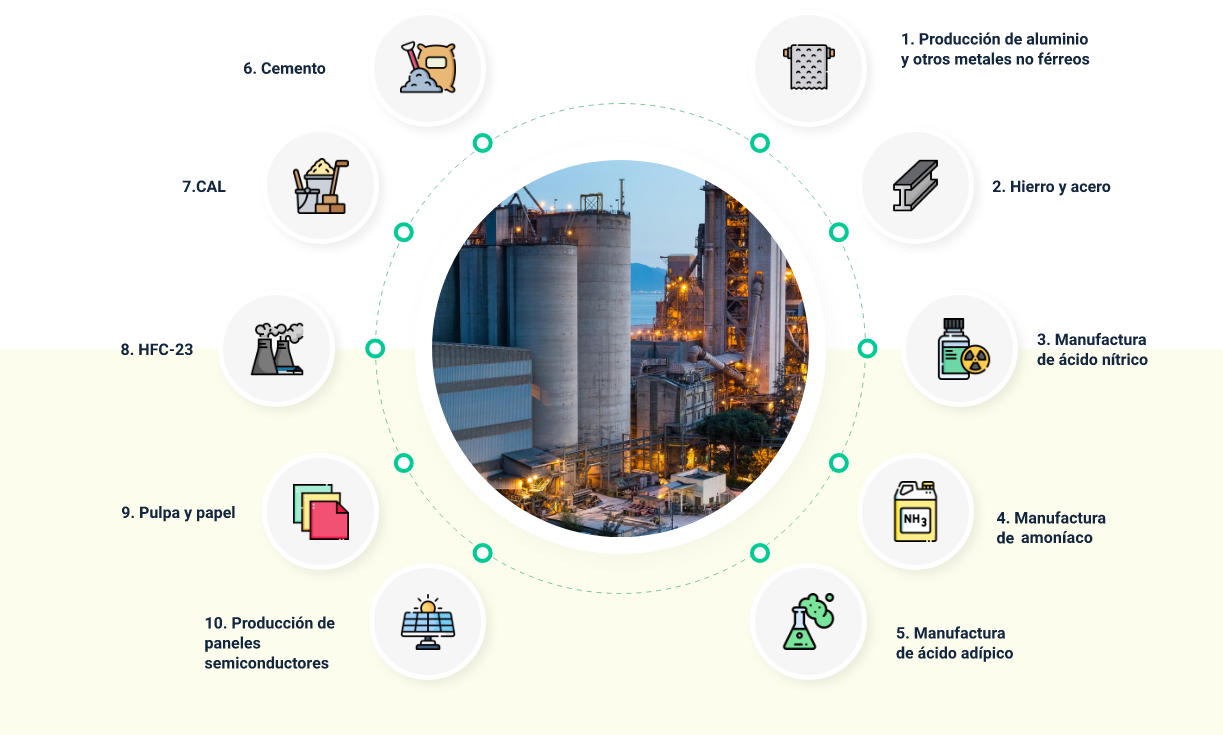 1. Producción de aluminio
y otros metales no férreos
2. Hierro y acero
3. Manufactura
de ácido nítrico
NH3
4. Manufactura
de amoníaco
5. Manufactura
de ácido adípico
6. Cemento
7.CAL
8. HFC-23
9. Pulpa y papel
10. Producción de
paneles
semiconductores